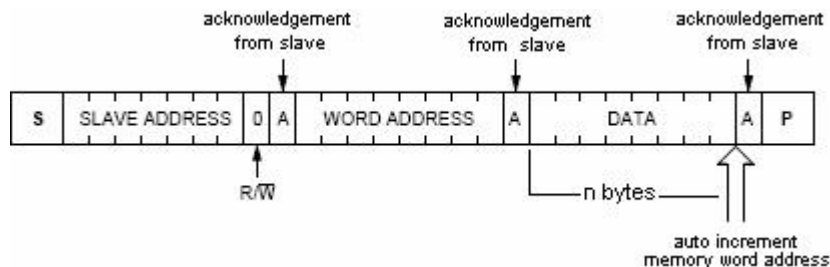 acknowledgement
from slave
acknowledgement
from slave
acknowledgement
from slave
S SLAVE ADDRESS 0 A WORD ADDRESS A DATA A P
R/W̅
n bytes
auto increment
memory word address